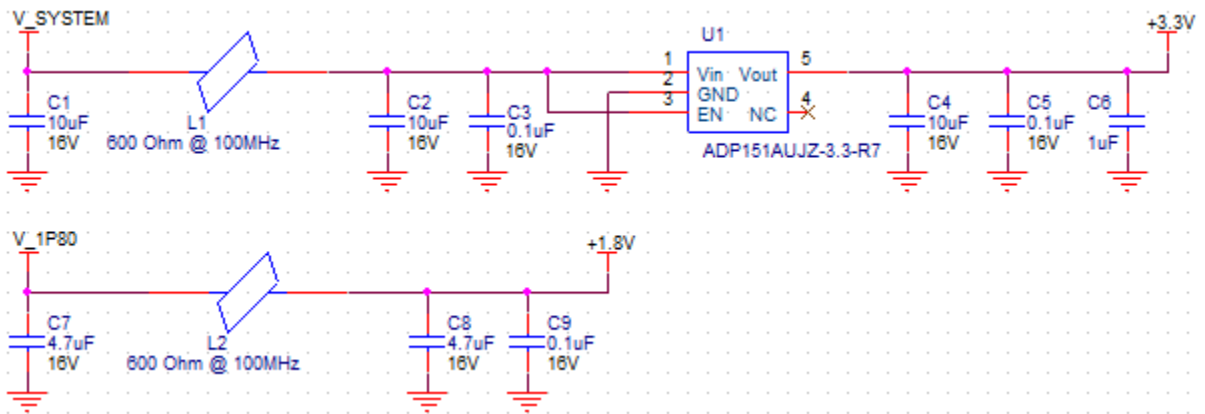 V_SYSTEM
+3.3V
U1
1
5
Vin
Vout
2
GND
3
4
EN
NC
C1
10uF
16V
L1
600 Ohm @ 100MHz
C2
10uF
16V
C3
0.1uF
16V
ADP151AUJZ-3.3-R7
C4
10uF
16V
C5
0.1uF
16V
C6
1uF
V_1P80
+1.8V
C7
4.7uF
16V
L2
600 Ohm @ 100MHz
C8
4.7uF
16V
C9
0.1uF
16V